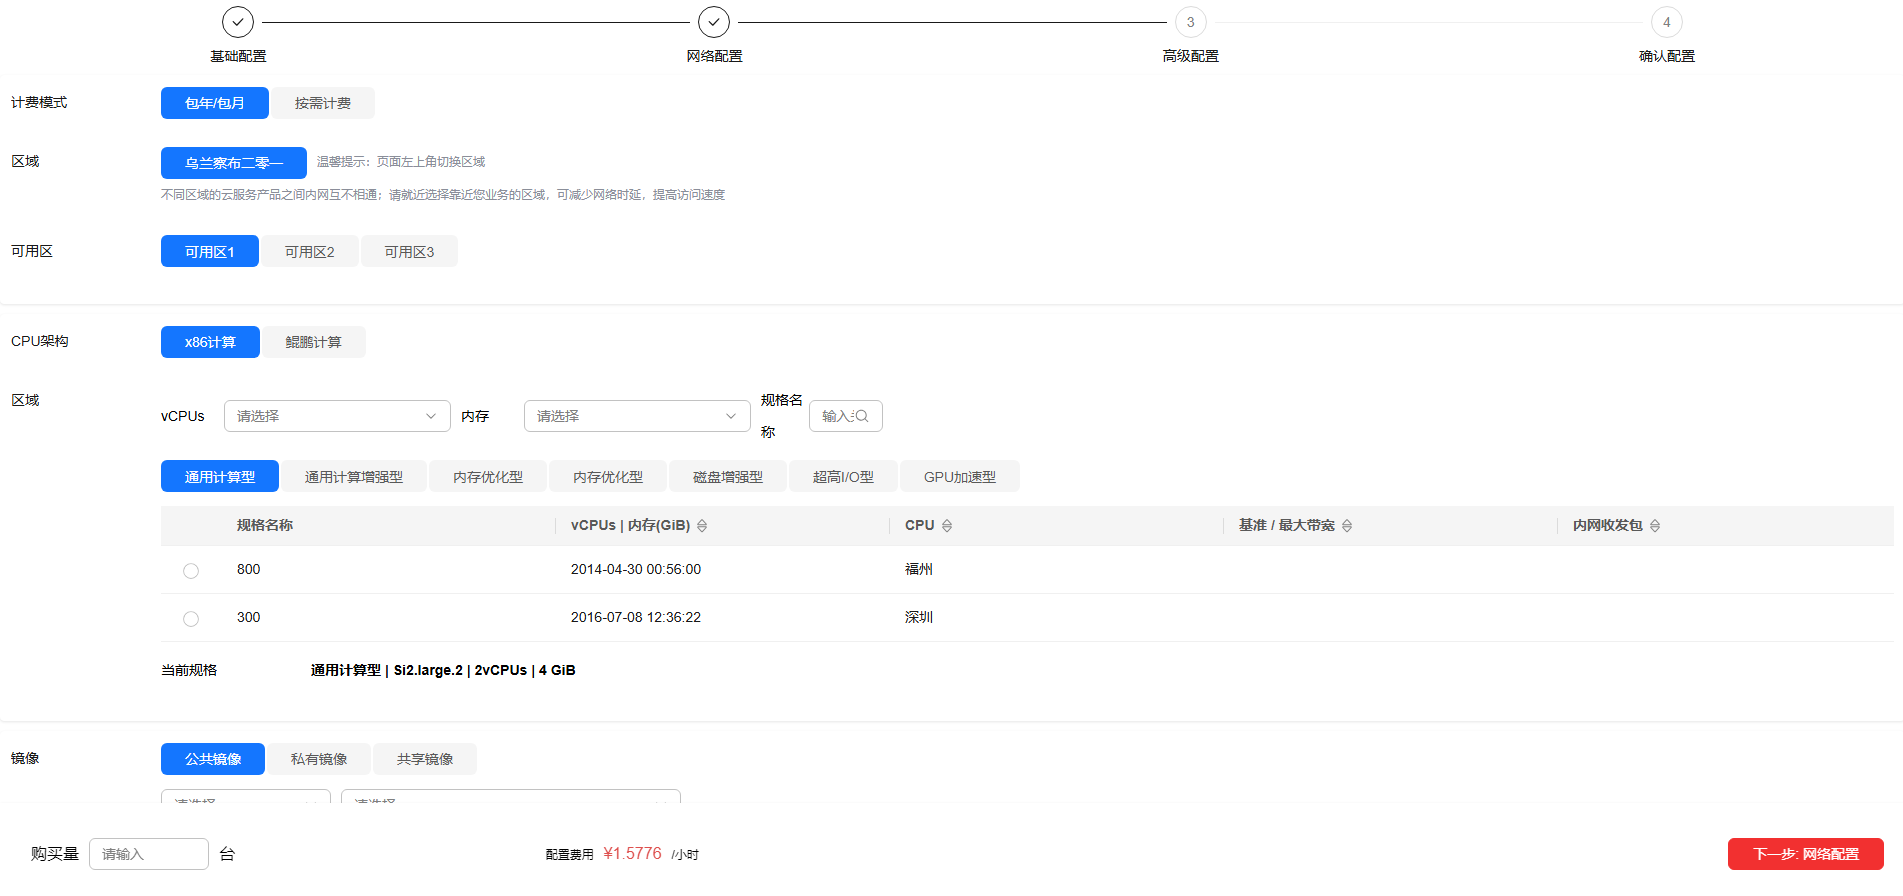 3
4
基础配置
网络配置
高级配置
确认配置
计费模式
包年/包月
按需计费
区域
乌兰察布二零一
温馨提示：页面左上角切换区域
不同区域的云服务产品之间内网互不相通；请就近选择靠近您业务的区域，可减少网络时延，提高访问速度
可用区
可用区1
可用区2
可用区3
CPU架构
x86计算
鲲鹏计算
区域
vCPUs
请选择
内存
请选择
规格名
称
输入
通用计算型
通用计算增强型
内存优化型
内存优化型
磁盘增强型
超高I/O型
GPU加速型
规格名称
vCPUs | 内存(GiB)
CPU
基准 / 最大带宽
内网收发包
800
2014-04-30 00:56:00
福州
300
2016-07-08 12:36:22
深圳
当前规格
通用计算型 | Si2.large.2 | 2vCPUs | 4 GiB
镜像
公共镜像
私有镜像
共享镜像
请选择
请选择
购买量
请输入
台
配置费用
¥1.5776
/小时
下一步: 网络配置